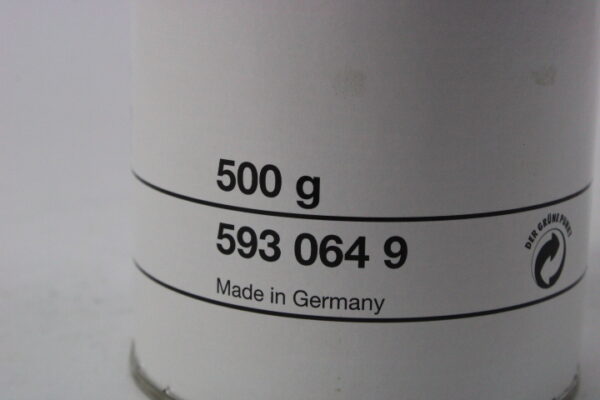 500 g
593 064 9
Made in Germany
DER GRÜNE PUNKT